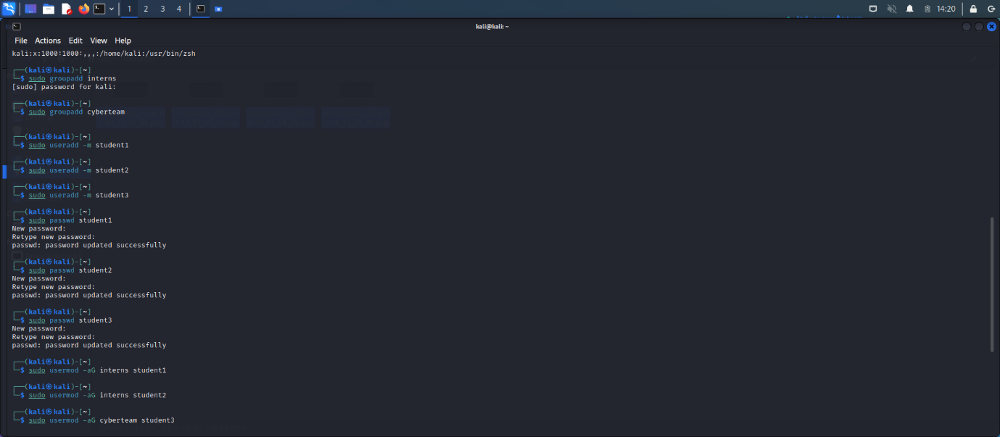 1 2 3 4 14:20
kali@kali: ~
File Actions Edit View Help
kali:x:1000:1000:,,,:/home/kali:/usr/bin/zsh
┌──(kali㉿kali)-[~]
└─$ sudo groupadd interns
[sudo] password for kali:
┌──(kali㉿kali)-[~]
└─$ sudo groupadd cyberteam
┌──(kali㉿kali)-[~]
└─$ sudo useradd -m student1
┌──(kali㉿kali)-[~]
└─$ sudo useradd -m student2
┌──(kali㉿kali)-[~]
└─$ sudo useradd -m student3
┌──(kali㉿kali)-[~]
└─$ sudo passwd student1
New password:
Retype new password:
passwd: password updated successfully
┌──(kali㉿kali)-[~]
└─$ sudo passwd student2
New password:
Retype new password:
passwd: password updated successfully
┌──(kali㉿kali)-[~]
└─$ sudo passwd student3
New password:
Retype new password:
passwd: password updated successfully
┌──(kali㉿kali)-[~]
└─$ sudo usermod -aG interns student1
┌──(kali㉿kali)-[~]
└─$ sudo usermod -aG interns student2
┌──(kali㉿kali)-[~]
└─$ sudo usermod -aG cyberteam student3